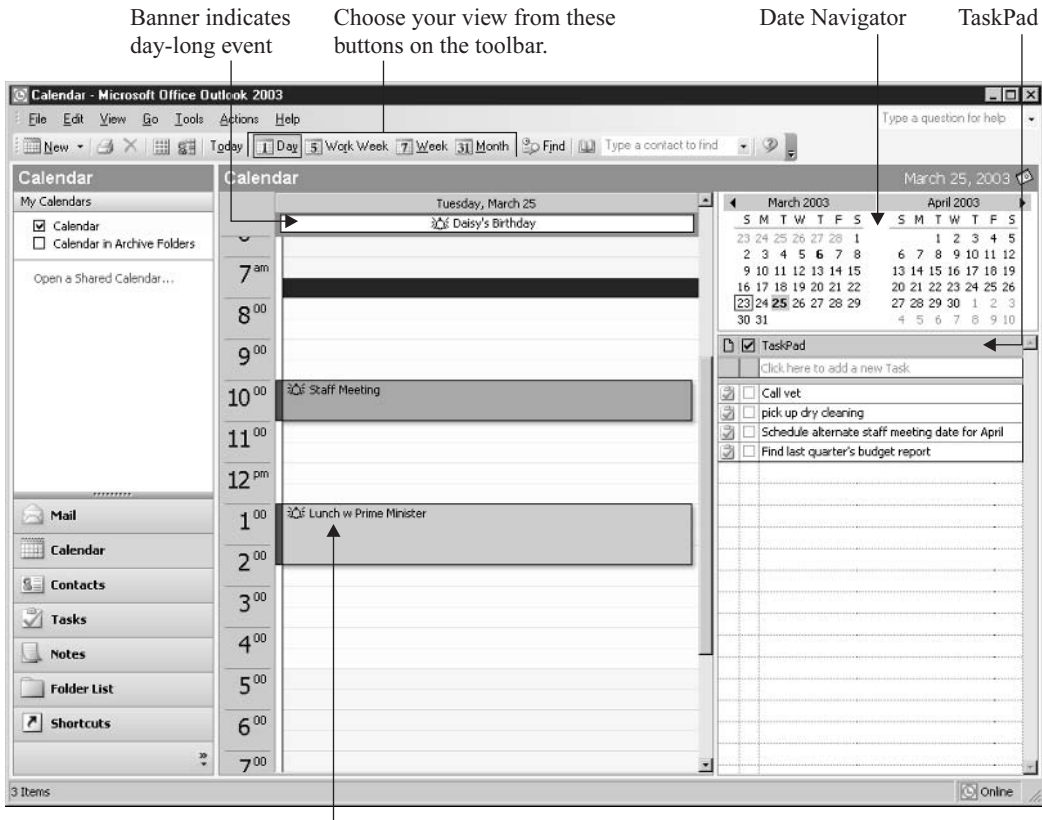 Banner indicates
day-long event
Choose your view from these
buttons on the toolbar.
Date Navigator
TaskPad
Calendar - Microsoft Office Outlook 2003
File Edit View Go Tools Actions Help
Type a question for help
New Today 1 Day 5 Work Week 7 Week 31 Month Find Type a contact to find
Calendar
My Calendars
Calendar
Calendar in Archive Folders
Open a Shared Calendar...
Mail
Calendar
Contacts
Tasks
Notes
Folder List
Shortcuts
Calendar March 25, 2003
Tuesday, March 25
Daisy's Birthday
7 am
8 00
9 00
10 00 Staff Meeting
11 00
12 pm
1 00 Lunch w Prime Minister
2 00
3 00
4 00
5 00
6 00
7 00
March 2003
S M T W T F S
23 24 25 26 27 28 1
2 3 4 5 6 7 8
9 10 11 12 13 14 15
16 17 18 19 20 21 22
23 24 25 26 27 28 29
30 31
April 2003
S M T W T F S
1 2 3 4 5
6 7 8 9 10 11 12
13 14 15 16 17 18 19
20 21 22 23 24 25 26
27 28 29 30 1 2 3
4 5 6 7 8 9 10
TaskPad
Click here to add a new Task
Call vet
pick up dry cleaning
Schedule alternate staff meeting date for April
Find last quarter's budget report
3 Items
Online